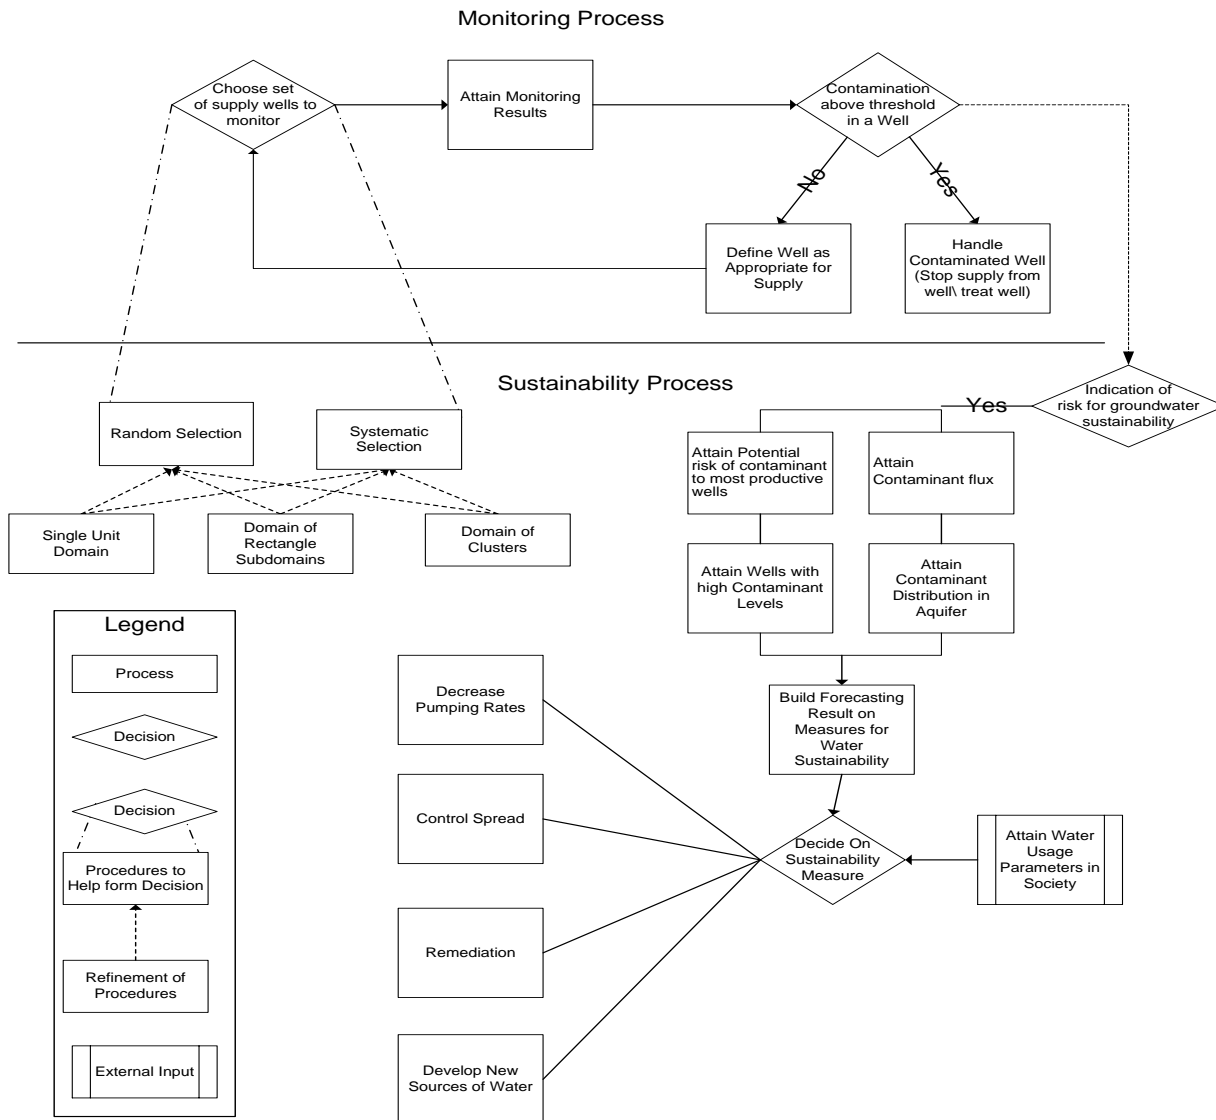 Monitoring Process
Choose set
of supply wells to
monitor
Attain Monitoring
Results
Contamination
above threshold
in a Well
No
Yes
Define Well as
Appropriate for
Supply
Handle
Contaminated Well
(Stop supply from
well\ treat well)
Sustainability Process
Indication of
risk for groundwater
sustainability
Yes
Random Selection
Systematic
Selection
Single Unit
Domain
Domain of
Rectangle
Subdomains
Domain of
Clusters
Attain Potential
risk of contaminant
to most productive
wells
Attain
Contaminant flux
Attain Wells with
high Contaminant
Levels
Attain
Contaminant
Distribution in
Aquifer
Build Forecasting
Result on
Measures for
Water
Sustainability
Decide On
Sustainability
Measure
Attain Water
Usage
Parameters in
Society
Decrease
Pumping Rates
Control Spread
Remediation
Develop New
Sources of Water
Legend
Process
Decision
Decision
Procedures to
Help form Decision
Refinement of
Procedures
External Input